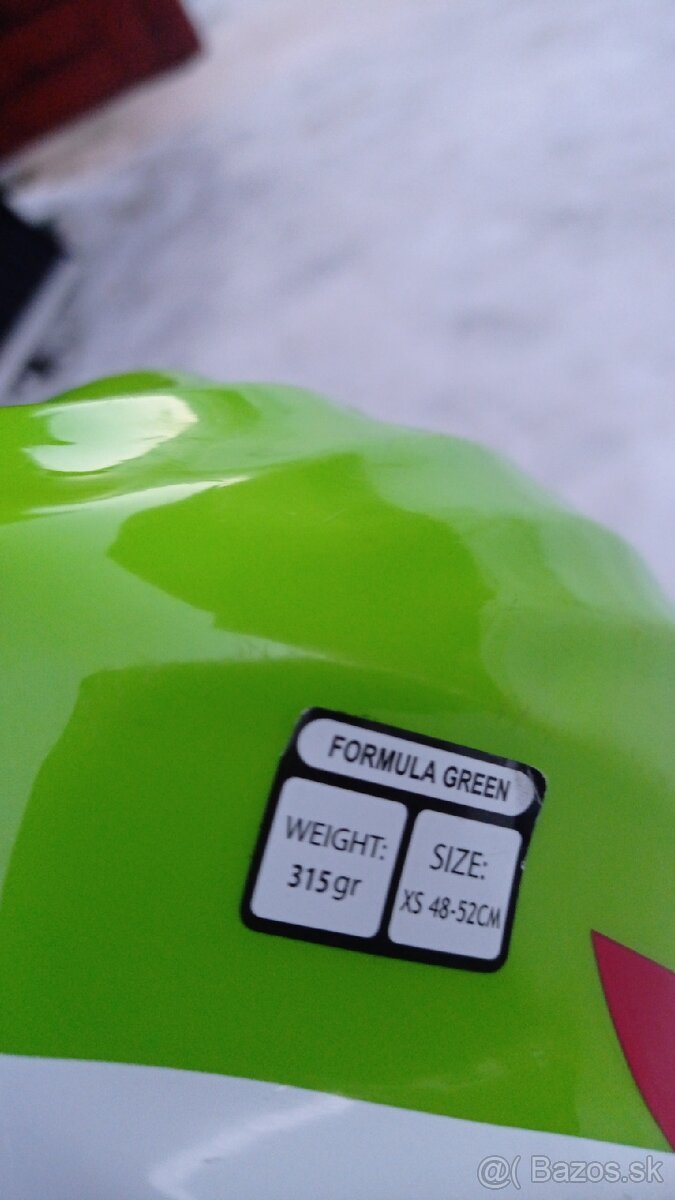 FORMULA GREEN
WEIGHT:
315gr
SIZE:
XS 48-52CM
@( Bazos.sk